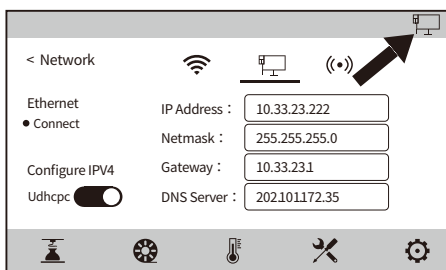 < Network
Ethernet
Connect
IP Address： 10.33.23.222
Netmask： 255.255.255.0
Gateway： 10.33.23.1
DNS Server： 202.101.172.35
Configure IPV4
Udhcpc